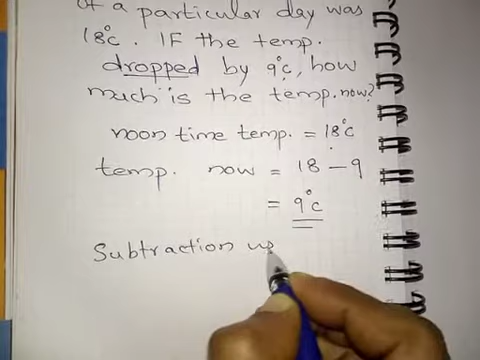 of a particular day was
18°c. IF the temp.
dropped by 9°c, how
much is the temp. now?
noon time temp. = 18°c
temp. now = 18 - 9
= 9°c
Subtraction up